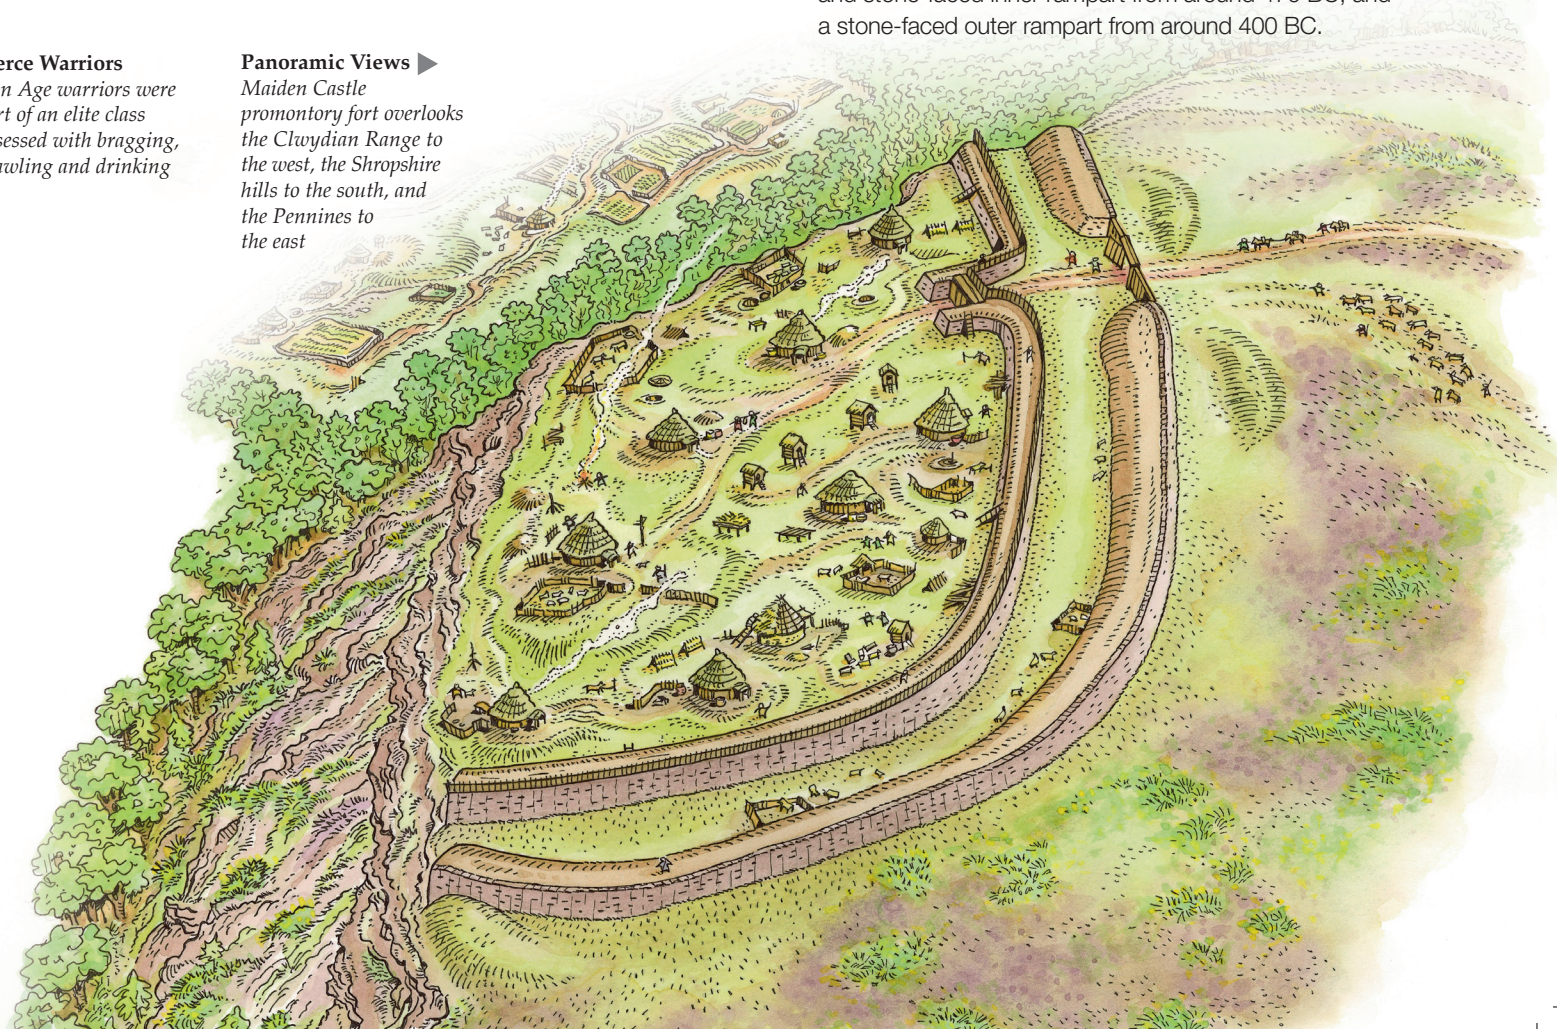 a stone-faced outer rampart from around 400 BC.
erce Warriors
n Age warriors were
rt of an elite class
sessed with bragging,
wling and drinking
Panoramic Views
Maiden Castle
promontory fort overlooks
the Clwydian Range to
the west, the Shropshire
hills to the south, and
the Pennines to
the east